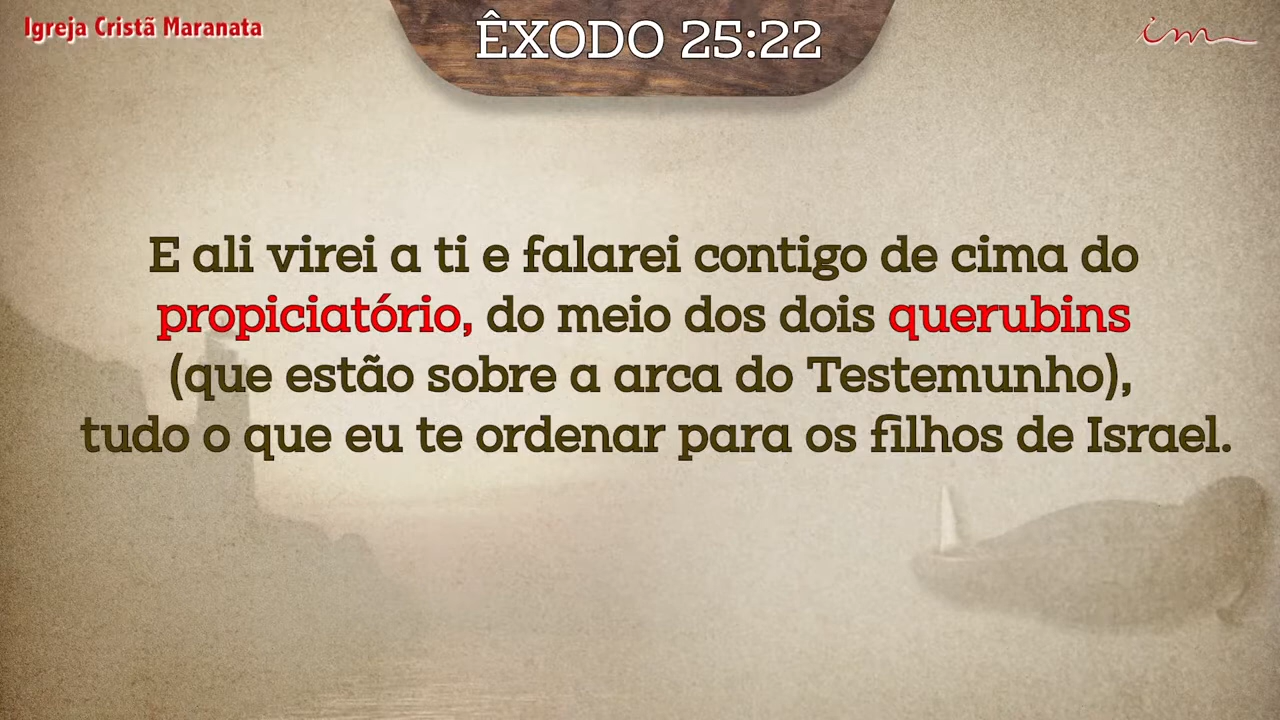 Igreja Cristã Maranata
ÊXODO 25:22
icm
E ali virei a ti e falarei contigo de cima do
propiciatório, do meio dos dois querubins
(que estão sobre a arca do Testemunho),
tudo o que eu te ordenar para os filhos de Israel.